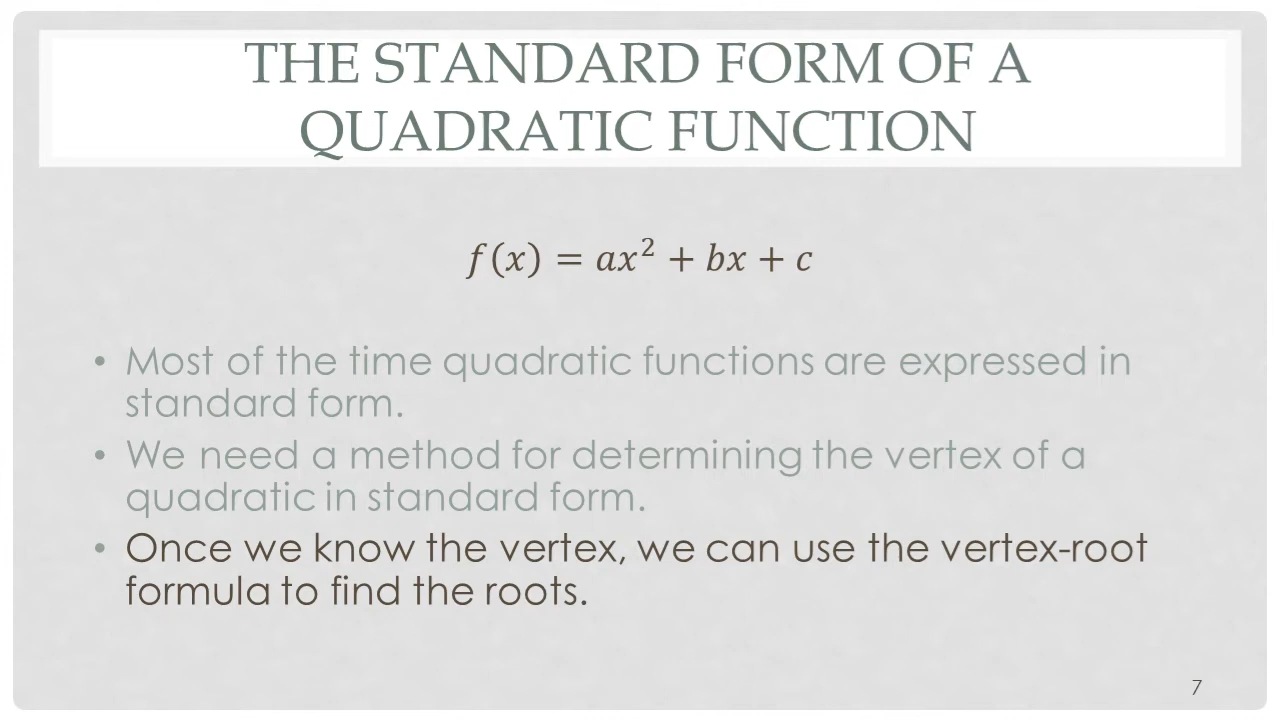 THE STANDARD FORM OF A
QUADRATIC FUNCTION
f(x) = ax² + bx + c
• Most of the time quadratic functions are expressed in
standard form.
• We need a method for determining the vertex of a
quadratic in standard form.
• Once we know the vertex, we can use the vertex-root
formula to find the roots.
7